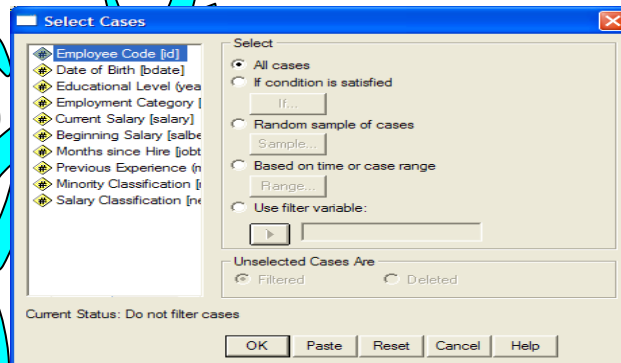 Select Cases
Employee Code [id]
Date of Birth [bdate]
Educational Level (yea
Employment Category [
Current Salary [salary]
Beginning Salary [salbe
Months since Hire [jobt
Previous Experience (m
Minority Classification [
Salary Classification [ne
Select
All cases
If condition is satisfied
If...
Random sample of cases
Sample...
Based on time or case range
Range...
Use filter variable:
Unselected Cases Are
Filtered
Deleted
Current Status: Do not filter cases
OK
Paste
Reset
Cancel
Help